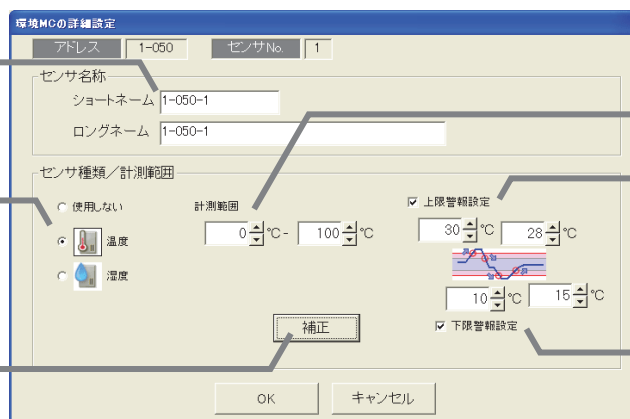 環境MCの詳細設定
アドレス 1-050 センサNo. 1
センサ名称
ショートネーム 1-050-1
ロングネーム 1-050-1
センサ種類／計測範囲
使用しない 計測範囲 上限警報設定
温度 0 °C - 100 °C 30 °C 28 °C
湿度
10 °C 15 °C
補正 下限警報設定
OK キャンセル